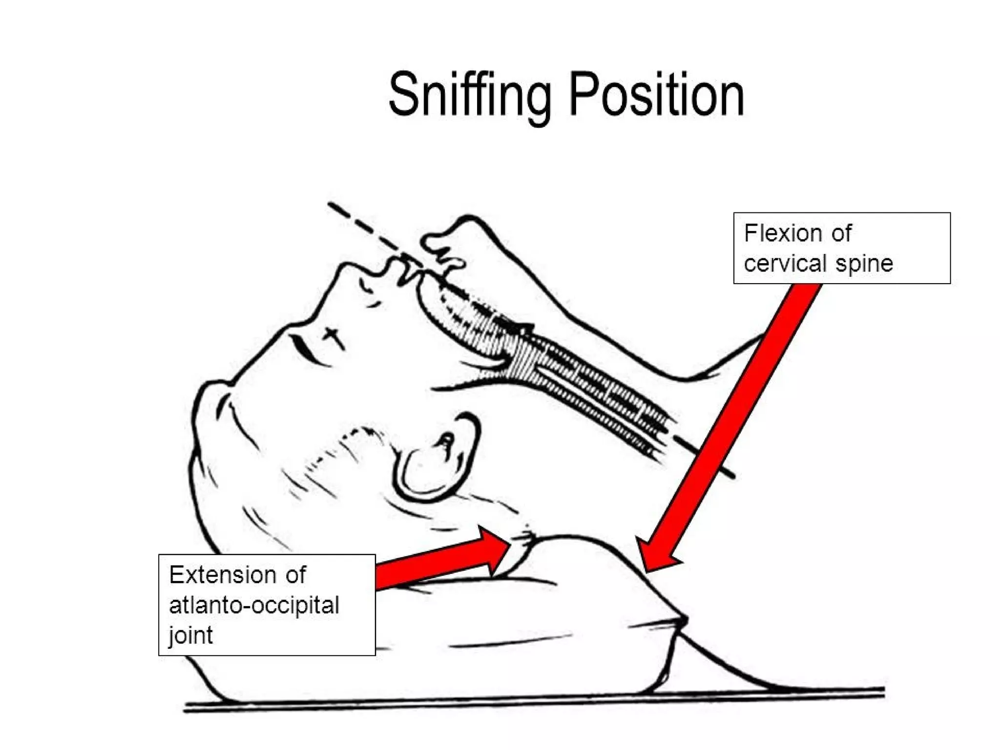 Sniffing Position
Flexion of
cervical spine
Extension of
atlanto-occipital
joint